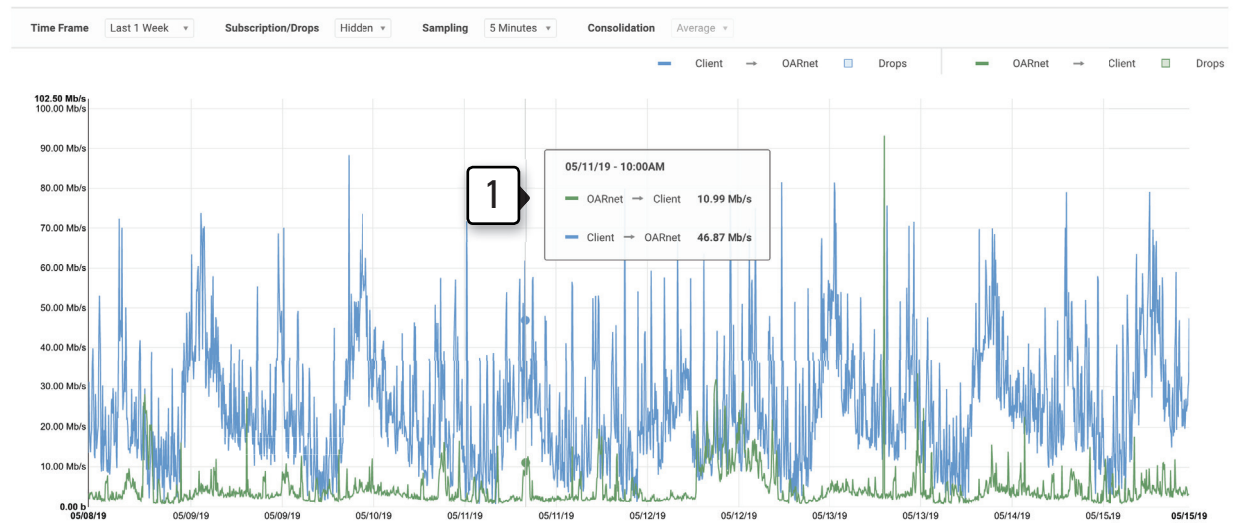 Time Frame Last 1 Week Subscription/Drops Hidden Sampling 5 Minutes Consolidation Average
Client → OARnet Drops OARnet → Client Drops
102.50 Mb/s
100.00 Mb/s
90.00 Mb/s
80.00 Mb/s
70.00 Mb/s
60.00 Mb/s
50.00 Mb/s
40.00 Mb/s
30.00 Mb/s
20.00 Mb/s
10.00 Mb/s
0.00 b
1
05/11/19 - 10:00AM
OARnet → Client 10.99 Mb/s
Client → OARnet 46.87 Mb/s
05/08/19 05/09/19 05/09/19 05/10/19 05/11/19 05/11/19 05/12/19 05/12/19 05/13/19 05/13/19 05/14/19 05/15/19 05/15/19